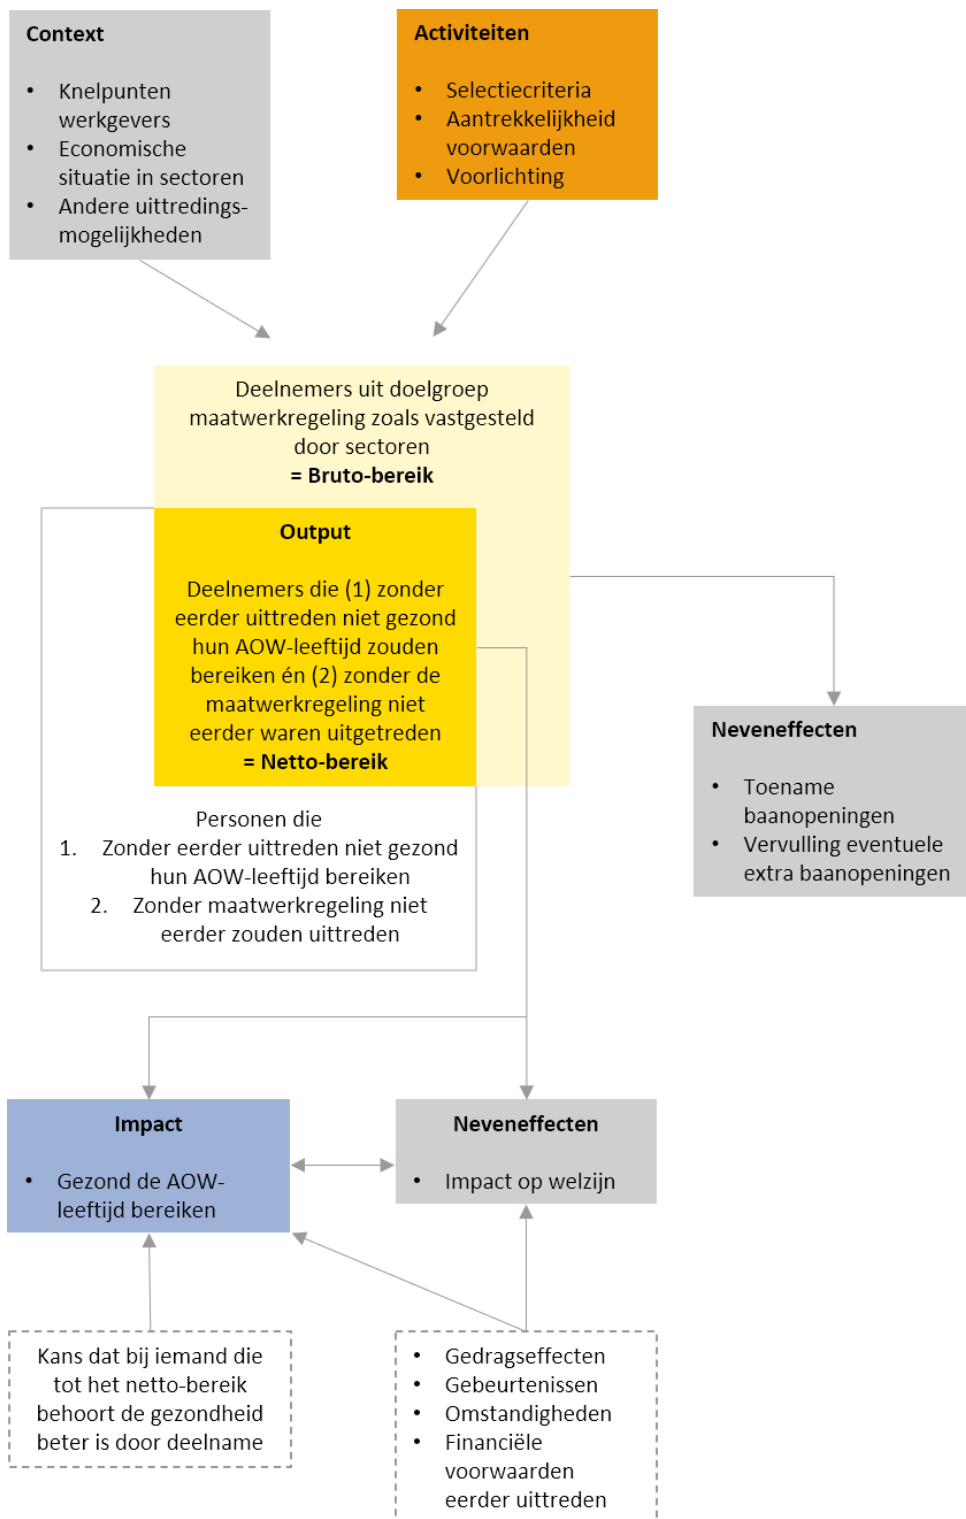 Context
• Knelpunten
werkgevers
• Economische
situatie in sectoren
• Andere uittredings-
mogelijkheden
Activiteiten
• Selectiecriteria
• Aantrekkelijkheid
voorwaarden
• Voorlichting
Deelnemers uit doelgroep
maatwerkregeling zoals vastgesteld
door sectoren
= Bruto-bereik
Output
Deelnemers die (1) zonder
eerder uittreden niet gezond
hun AOW-leeftijd zouden
bereiken én (2) zonder de
maatwerkregeling niet
eerder waren uitgetreden
= Netto-bereik
Personen die
1. Zonder eerder uittreden niet gezond
hun AOW-leeftijd bereiken
2. Zonder maatwerkregeling niet
eerder zouden uittreden
Neveneffecten
• Toename
baanopeningen
• Vervulling eventuele
extra baanopeningen
Impact
• Gezond de AOW-
leeftijd bereiken
Neveneffecten
• Impact op welzijn
Kans dat bij iemand die
tot het netto-bereik
behoort de gezondheid
beter is door deelname
• Gedragseffecten
• Gebeurtenissen
• Omstandigheden
• Financiële
voorwaarden
eerder uittreden